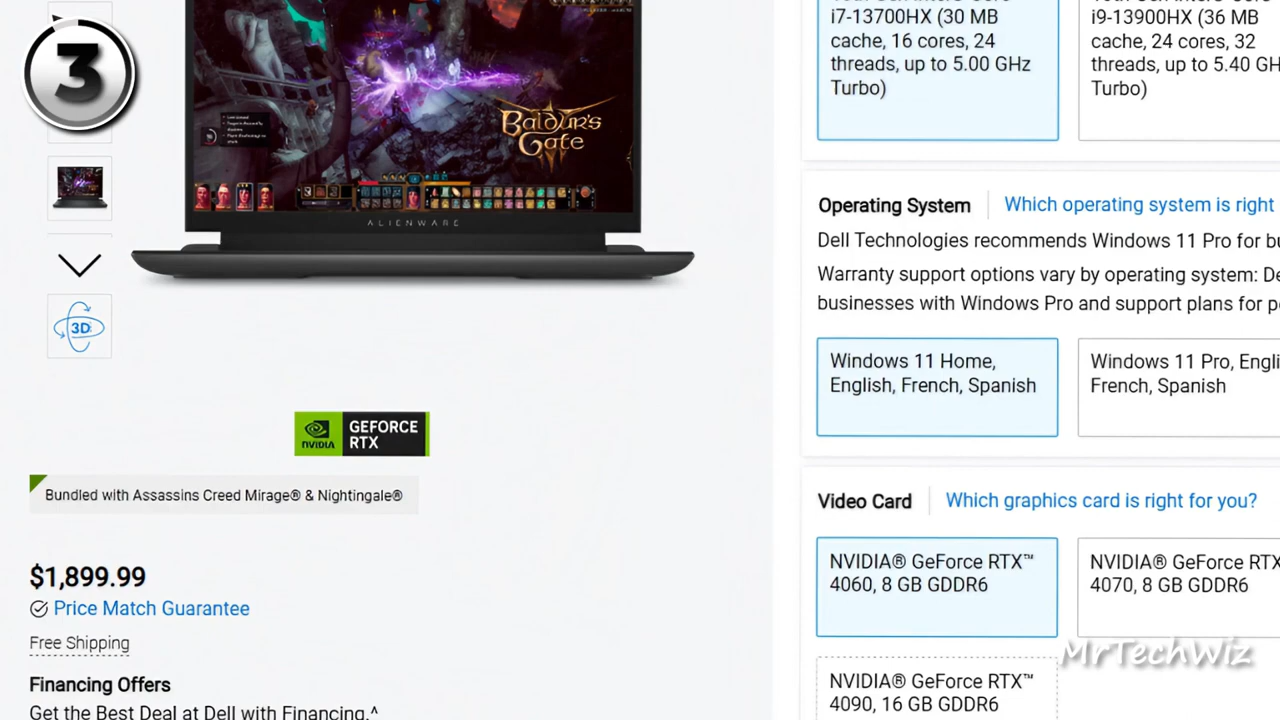 3
i7-13700HX (30 MB
cache, 16 cores, 24
threads, up to 5.00 GHz
Turbo)
i9-13900HX (36 MB
cache, 24 cores, 32
threads, up to 5.40 GH
Turbo)
BALDUR'S
GATE
ALIENWARE
3D
NVIDIA
GEFORCE
RTX
Bundled with Assassins Creed Mirage® & Nightingale®
$1,899.99
Price Match Guarantee
Free Shipping
Financing Offers
Get the Best Deal at Dell with Financing.^
Operating System
Which operating system is right
Dell Technologies recommends Windows 11 Pro for bu
Warranty support options vary by operating system: De
businesses with Windows Pro and support plans for pe
Windows 11 Home,
English, French, Spanish
Windows 11 Pro, Engli
French, Spanish
Video Card
Which graphics card is right for you?
NVIDIA® GeForce RTX™
4060, 8 GB GDDR6
NVIDIA® GeForce RTX
4070, 8 GB GDDR6
MrTechWiz
NVIDIA® GeForce RTX™
4090, 16 GB GDDR6